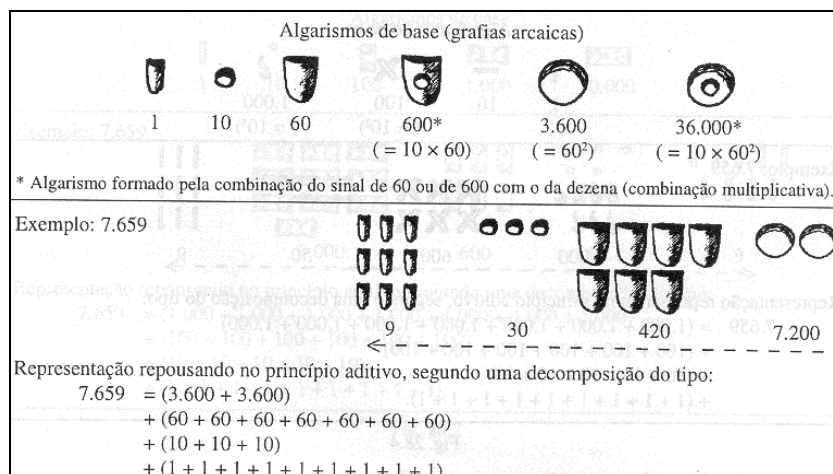 Algarismos de base (grafias arcaicas)
1 10 60 600* 3.600 36.000*
( = 10 × 60) ( = 60²) ( = 10 × 60²)
* Algarismo formado pela combinação do sinal de 60 ou de 600 com o da dezena (combinação multiplicativa).
Exemplo: 7.659
9 30 420 7.200
Representação repousando no princípio aditivo, segundo uma decomposição do tipo:
7.659 = (3.600 + 3.600)
+ (60 + 60 + 60 + 60 + 60 + 60 + 60)
+ (10 + 10 + 10)
+ (1 + 1 + 1 + 1 + 1 + 1 + 1 + 1 + 1)